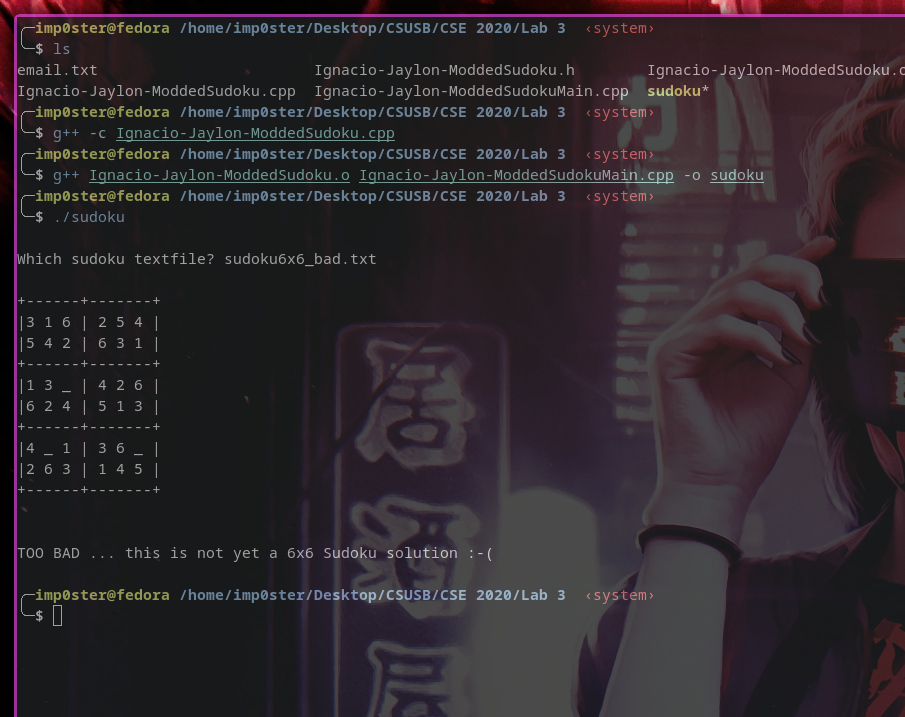 ╭─imp0ster@fedora /home/imp0ster/Desktop/CSUSB/CSE 2020/Lab 3 ‹system›
╰─$ ls
email.txt Ignacio-Jaylon-ModdedSudoku.h Ignacio-Jaylon-ModdedSudoku.o
Ignacio-Jaylon-ModdedSudoku.cpp Ignacio-Jaylon-ModdedSudokuMain.cpp sudoku*
╭─imp0ster@fedora /home/imp0ster/Desktop/CSUSB/CSE 2020/Lab 3 ‹system›
╰─$ g++ -c Ignacio-Jaylon-ModdedSudoku.cpp
╭─imp0ster@fedora /home/imp0ster/Desktop/CSUSB/CSE 2020/Lab 3 ‹system›
╰─$ g++ Ignacio-Jaylon-ModdedSudoku.o Ignacio-Jaylon-ModdedSudokuMain.cpp -o sudoku
╭─imp0ster@fedora /home/imp0ster/Desktop/CSUSB/CSE 2020/Lab 3 ‹system›
╰─$ ./sudoku
Which sudoku textfile? sudoku6x6_bad.txt
+------+-------+
|3 1 6 | 2 5 4 |
|5 4 2 | 6 3 1 |
+------+-------+
|1 3 _ | 4 2 6 |
|6 2 4 | 5 1 3 |
+------+-------+
|4 _ 1 | 3 6 _ |
|2 6 3 | 1 4 5 |
+------+-------+
TOO BAD ... this is not yet a 6x6 Sudoku solution :-(
╭─imp0ster@fedora /home/imp0ster/Desktop/CSUSB/CSE 2020/Lab 3 ‹system›
╰─$